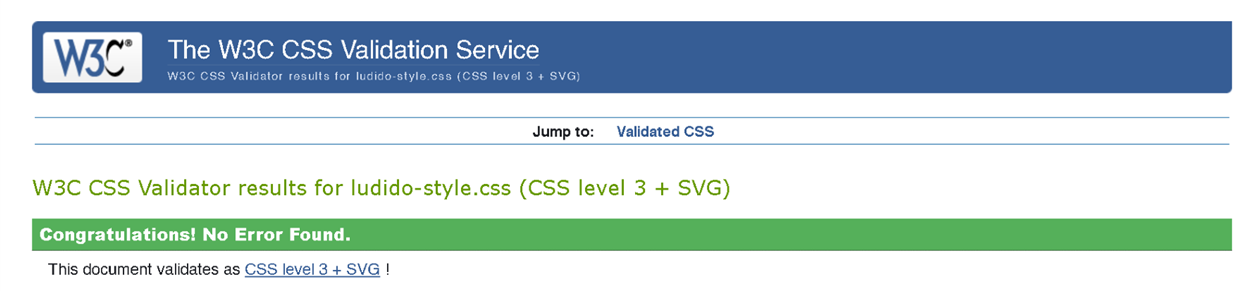 W3C®
The W3C CSS Validation Service
W3C CSS Validator results for ludido-style.css (CSS level 3 + SVG)
Jump to: Validated CSS
W3C CSS Validator results for ludido-style.css (CSS level 3 + SVG)
Congratulations! No Error Found.
This document validates as CSS level 3 + SVG !